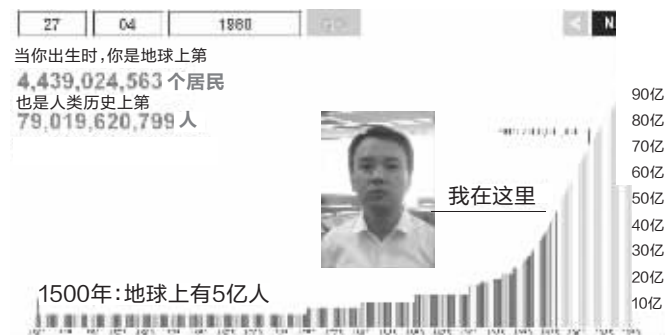 27 04 1980 GO < N
当你出生时,你是地球上第
4,439,024,563 个居民
也是人类历史上第
79,019,620,799 人
90亿
80亿
70亿
60亿
50亿
40亿
30亿
20亿
10亿
我在这里
1500年:地球上有5亿人